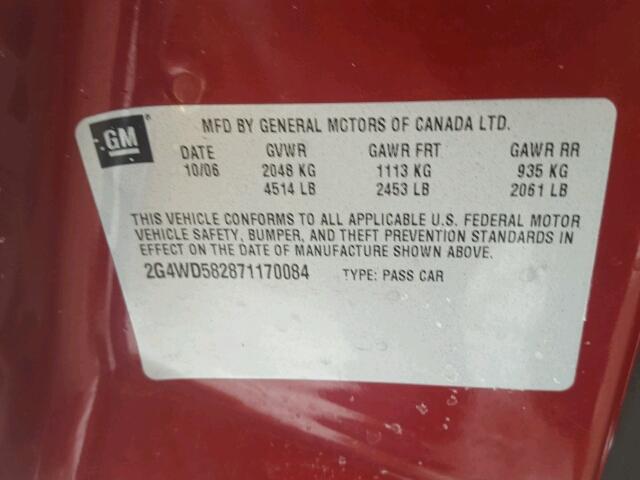 GM
MFD BY GENERAL MOTORS OF CANADA LTD.
DATE GVWR GAWR FRT GAWR RR
10/06 2048 KG 1113 KG 935 KG
4514 LB 2453 LB 2061 LB
THIS VEHICLE CONFORMS TO ALL APPLICABLE U.S. FEDERAL MOTOR
VEHICLE SAFETY, BUMPER, AND THEFT PREVENTION STANDARDS IN
EFFECT ON THE DATE OF MANUFACTURE SHOWN ABOVE.
2G4WD582871170084 TYPE: PASS CAR